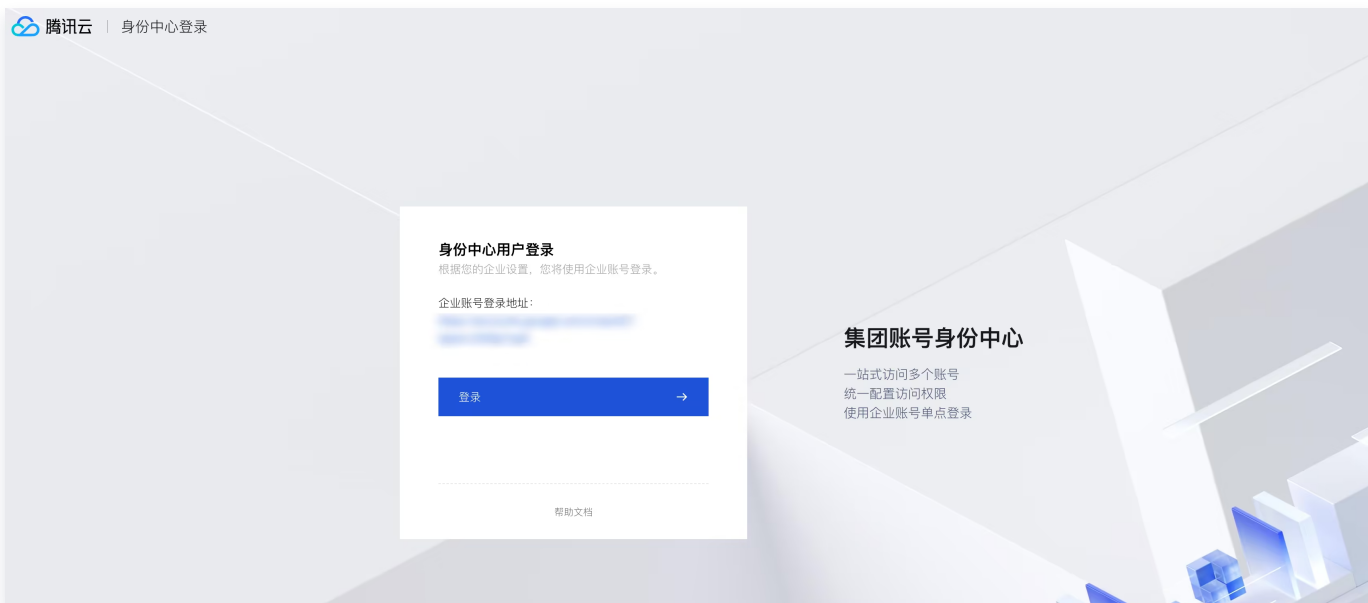 腾讯云 | 身份中心登录
身份中心用户登录
根据您的企业设置，您将使用企业账号登录。
企业账号登录地址：
登录 →
帮助文档
集团账号身份中心
一站式访问多个账号
统一配置访问权限
使用企业账号单点登录